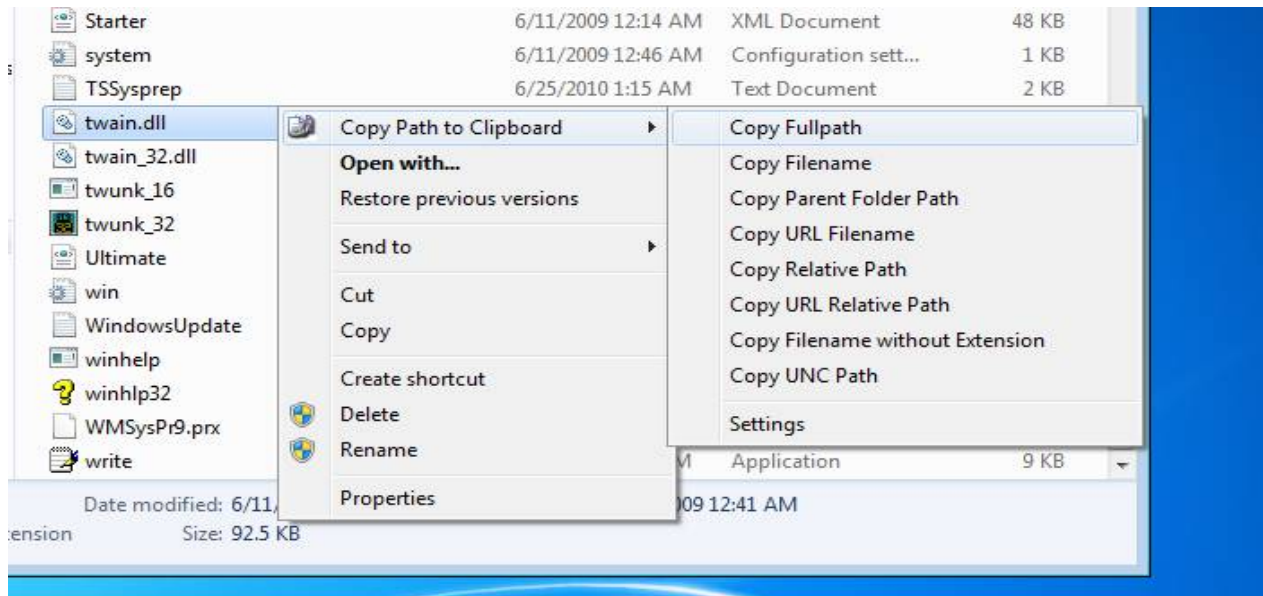 Starter 6/11/2009 12:14 AM XML Document 48 KB
system 6/11/2009 12:46 AM Configuration sett... 1 KB
TSSysprep 6/25/2010 1:15 AM Text Document 2 KB
twain.dll
twain_32.dll
twunk_16
twunk_32
Ultimate
win
WindowsUpdate
winhelp
winhlp32
WMSysPr9.prx
write
Copy Path to Clipboard
Open with...
Restore previous versions
Send to
Cut
Copy
Create shortcut
Delete
Rename
Properties
Copy Fullpath
Copy Filename
Copy Parent Folder Path
Copy URL Filename
Copy Relative Path
Copy URL Relative Path
Copy Filename without Extension
Copy UNC Path
Settings
M Application 9 KB
Date modified: 6/11/ 009 12:41 AM
ension Size: 92.5 KB